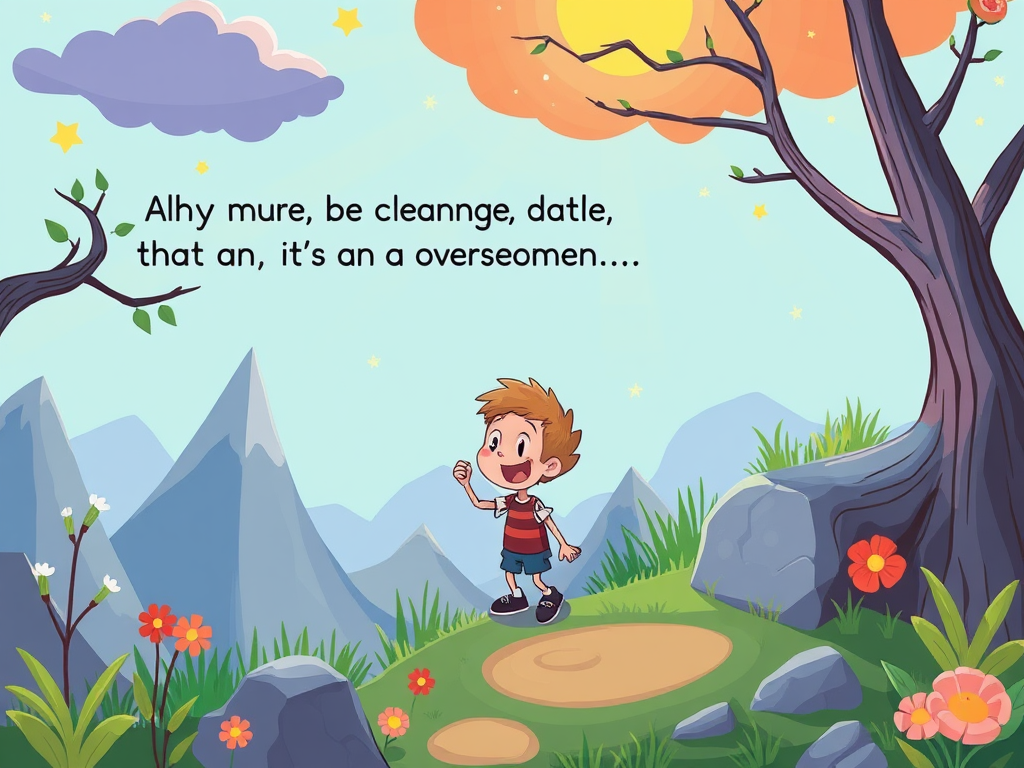 Alhy mure, be cleannge, datle,
that an, it's an a overseomen....